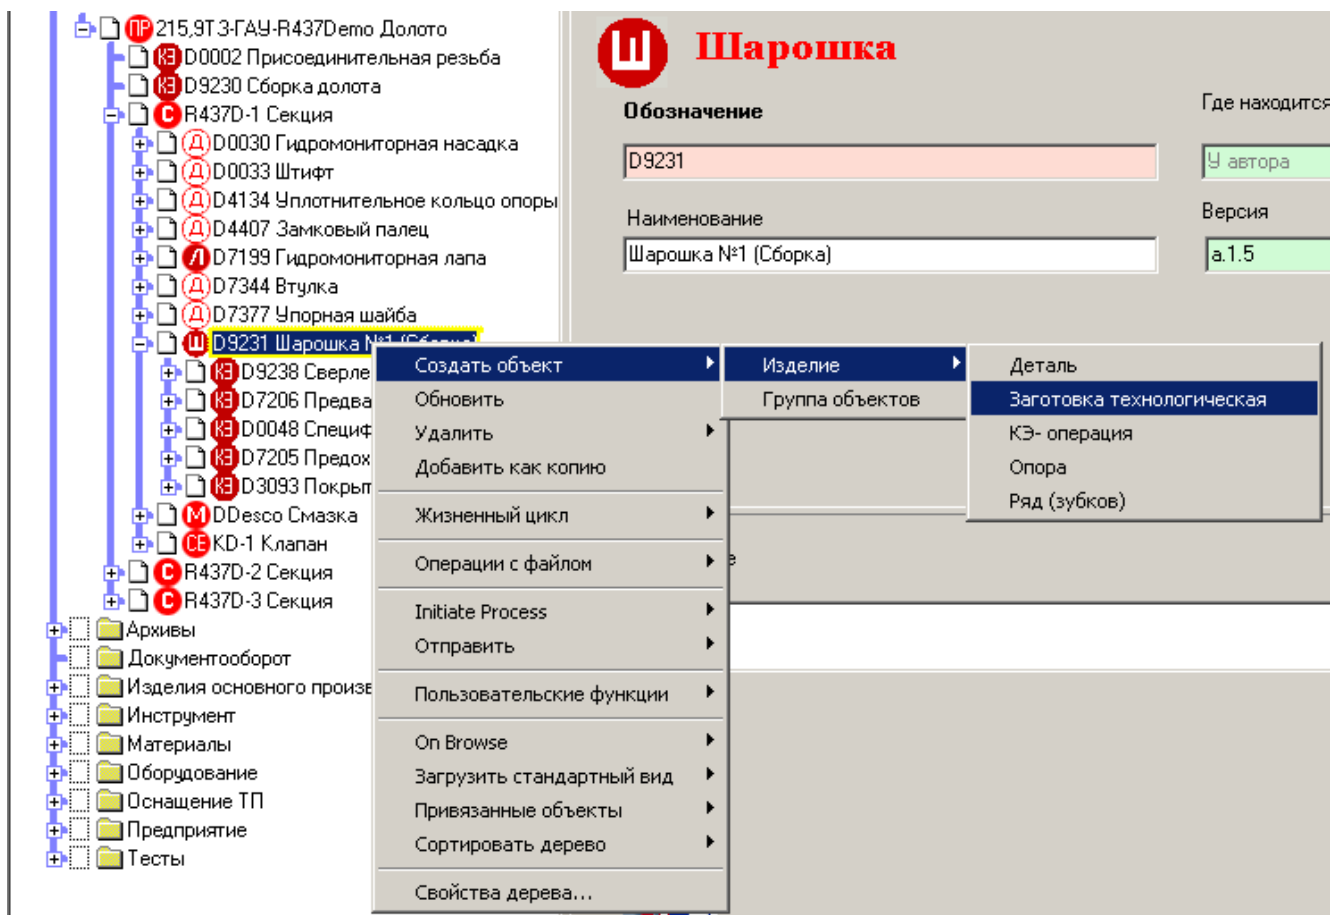 ПР 215,9Т3-ГАУ-R437Demo Долото
КЭ D0002 Присоединительная резьба
КЭ D9230 Сборка долота
С R437D-1 Секция
Д D0030 Гидромониторная насадка
Д D0033 Штифт
Д D4134 Уплотнительное кольцо опоры
Д D4407 Замковый палец
Л D7199 Гидромониторная лапа
Д D7344 Втулка
Д D7377 Упорная шайба
Ш D9231 Шарошка №1 (Сборка)
КЭ D9238 Сверле
КЭ D7206 Предва
КЭ D0048 Специф
КЭ D7205 Предох
КЭ D3093 Покрыт
М DDesco Смазка
СЕ KD-1 Клапан
С R437D-2 Секция
С R437D-3 Секция
Архивы
Документооборот
Изделия основного произв
Инструмент
Материалы
Оборудование
Оснащение ТП
Предприятие
Тесты
Ш Шарошка
Обозначение
D9231
Наименование
Шарошка №1 (Сборка)
Где находится
У автора
Версия
a.1.5
Создать объект
Обновить
Удалить
Добавить как копию
Жизненный цикл
Операции с файлом
Initiate Process
Отправить
Пользовательские функции
On Browse
Загрузить стандартный вид
Привязанные объекты
Сортировать дерево
Свойства дерева...
Изделие
Группа объектов
Деталь
Заготовка технологическая
КЭ- операция
Опора
Ряд (зубков)